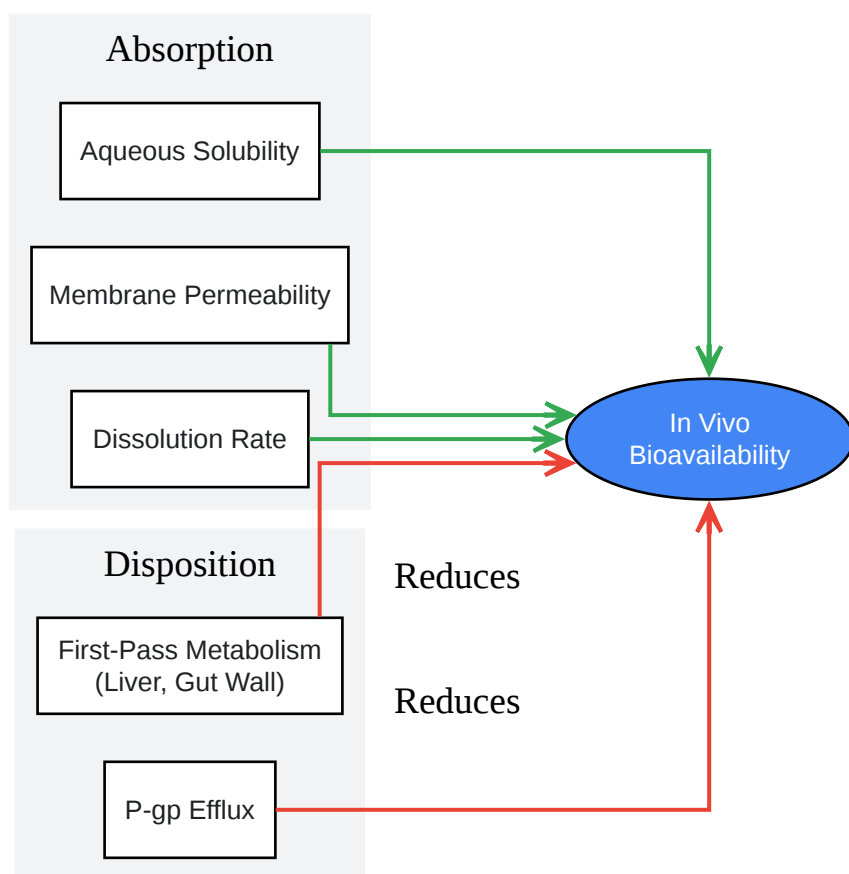 Absorption
Aqueous Solubility
Membrane Permeability
Dissolution Rate
In Vivo
Bioavailability
Disposition
Reduces
First-Pass Metabolism
(Liver, Gut Wall)
Reduces
P-gp Efflux